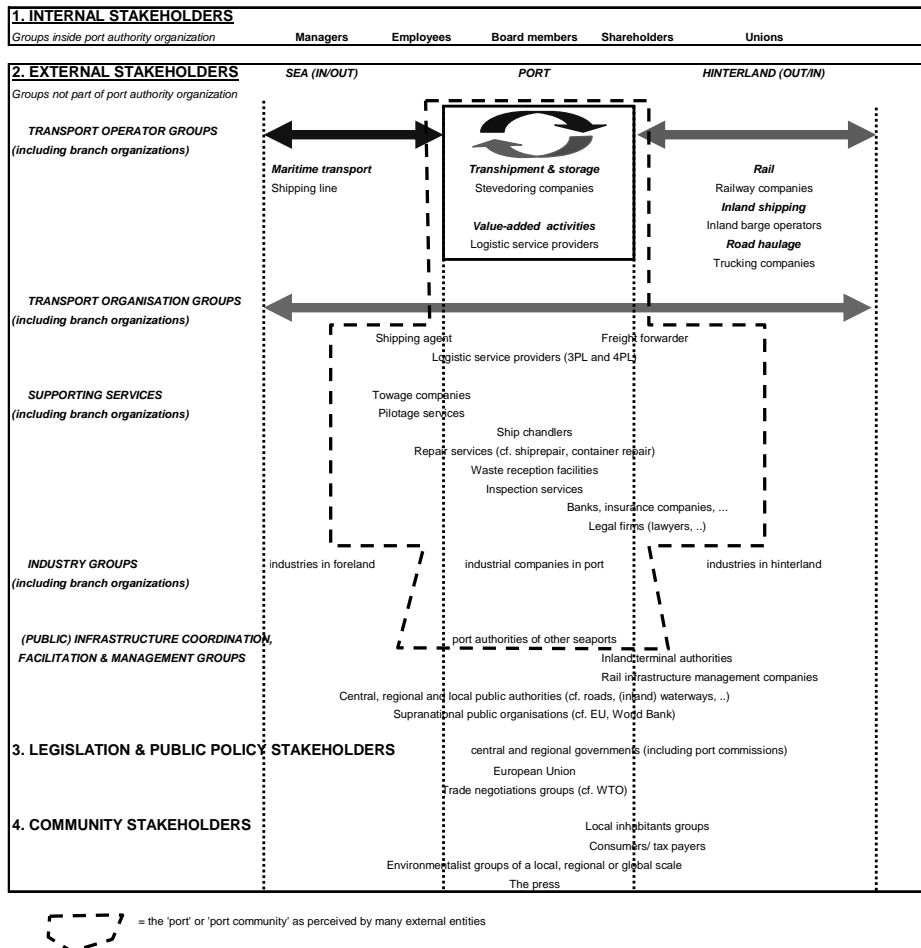 1. INTERNAL STAKEHOLDERS
Groups inside port authority organization Managers Employees Board members Shareholders Unions
2. EXTERNAL STAKEHOLDERS SEA (IN/OUT) PORT HINTERLAND (OUT/IN)
Groups not part of port authority organization
TRANSPORT OPERATOR GROUPS
(including branch organizations)
Maritime transport Transhipment & storage Rail
Shipping line Stevedoring companies Railway companies
Inland shipping
Value-added activities Inland barge operators
Logistic service providers Road haulage
Trucking companies
TRANSPORT ORGANISATION GROUPS
(including branch organizations)
Shipping agent Freight forwarder
Logistic service providers (3PL and 4PL)
SUPPORTING SERVICES Towage companies
(including branch organizations) Pilotage services
Ship chandlers
Repair services (cf. shiprepair, container repair)
Waste reception facilities
Inspection services
Banks, insurance companies, ...
Legal firms (lawyers, ..)
INDUSTRY GROUPS industries in foreland industrial companies in port industries in hinterland
(including branch organizations)
(PUBLIC) INFRASTRUCTURE COORDINATION, port authorities of other seaports
FACILITATION & MANAGEMENT GROUPS Inland terminal authorities
Rail infrastructure management companies
Central, regional and local public authorities (cf. roads, (inland) waterways, ..)
Supranational public organisations (cf. EU, World Bank)
3. LEGISLATION & PUBLIC POLICY STAKEHOLDERS central and regional governments (including port commissions)
European Union
Trade negotiations groups (cf. WTO)
4. COMMUNITY STAKEHOLDERS Local inhabitants groups
Consumers/ tax payers
Environmentalist groups of a local, regional or global scale
The press
= the 'port' or 'port community' as perceived by many external entities